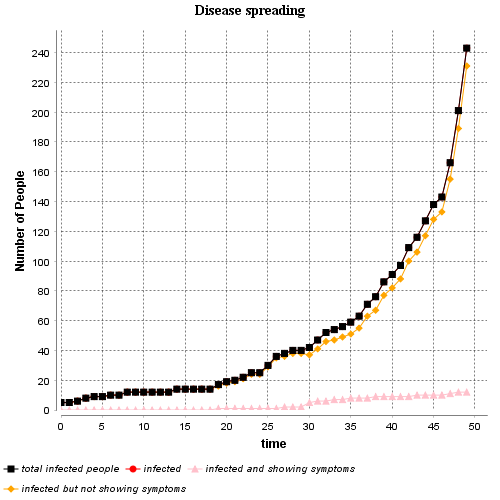 Disease spreading
Number of People
240
220
200
180
160
140
120
100
80
60
40
20
0
0 5 10 15 20 25 30 35 40 45 50
time
total infected people infected infected and showing symptoms
infected but not showing symptoms